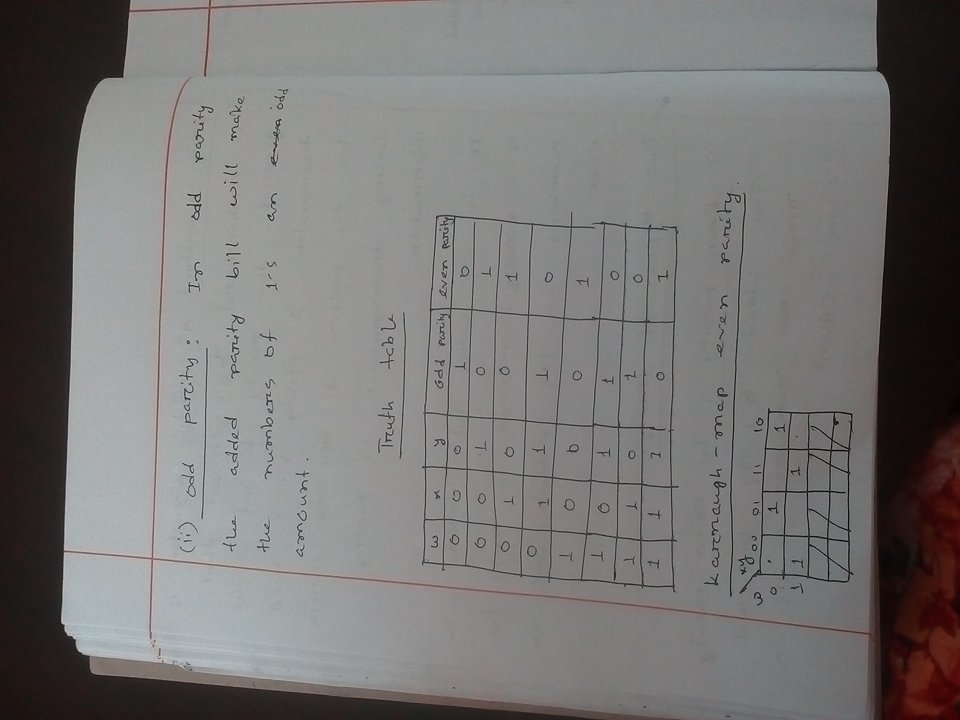 (ii) odd parity: In odd parity
the added parity bill will make
the numbers of 1's an even odd
amount.
Truth table
w x y odd parity even parity
0 0 0 1 0
0 0 1 0 1
0 1 0 0 1
0 1 1 1 0
1 0 0 0 1
1 0 1 1 0
1 1 0 1 0
1 1 1 0 1
Karnaugh-map even parity.
w xy 00 01 11 10
0 1 1
1 1 1